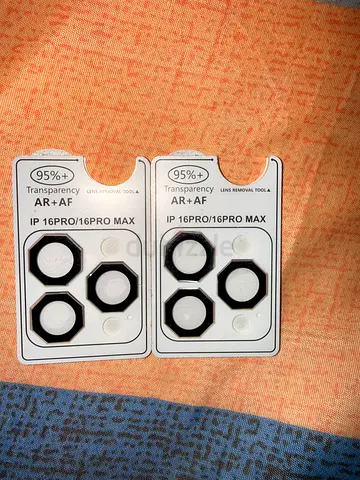 95%+
Transparency
LENS REMOVAL TOOL▲
AR+AF
IP 16PRO/16PRO MAX
95%+
Transparency
LENS REMOVAL TOOL▲
AR+AF
IP 16PRO/16PRO MAX
dubizzle